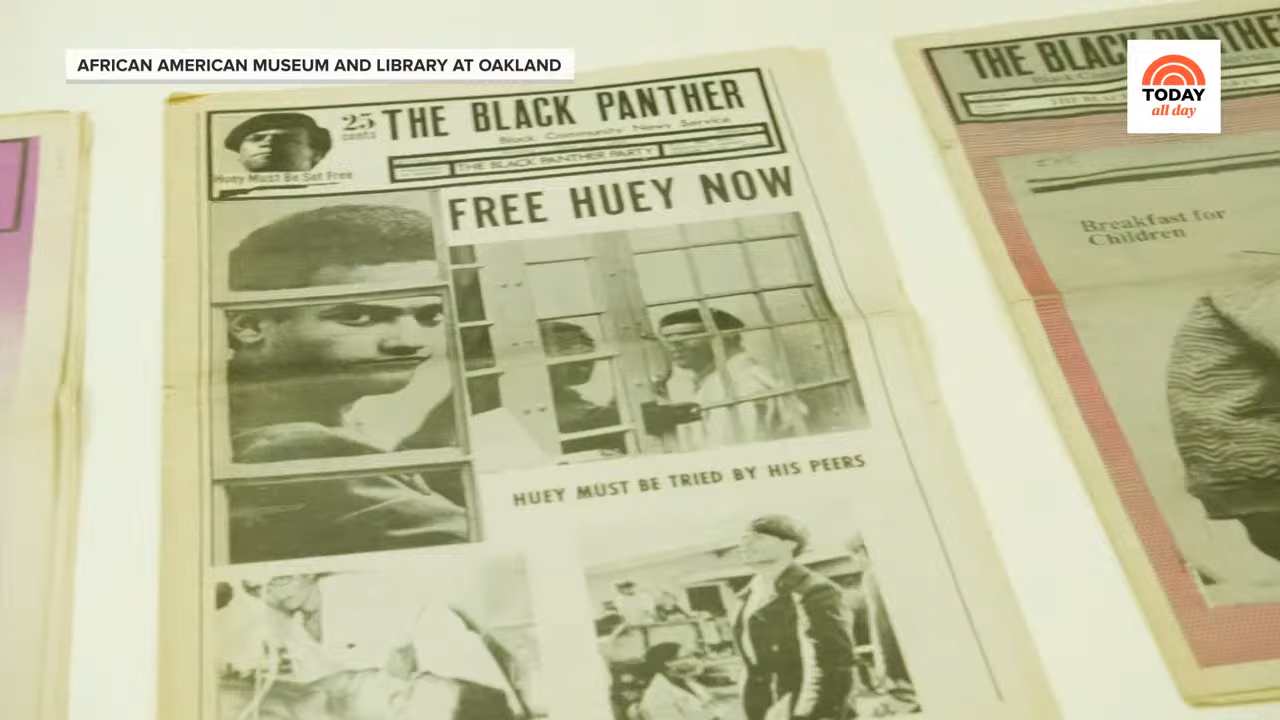 AFRICAN AMERICAN MUSEUM AND LIBRARY AT OAKLAND
TODAY
all day
25
cents
THE BLACK PANTHER
Black Community News Service
THE BLACK PANTHER PARTY
Huey Must Be Set Free
FREE HUEY NOW
HUEY MUST BE TRIED BY HIS PEERS
THE BLACK PANTHE
Breakfast for
Children